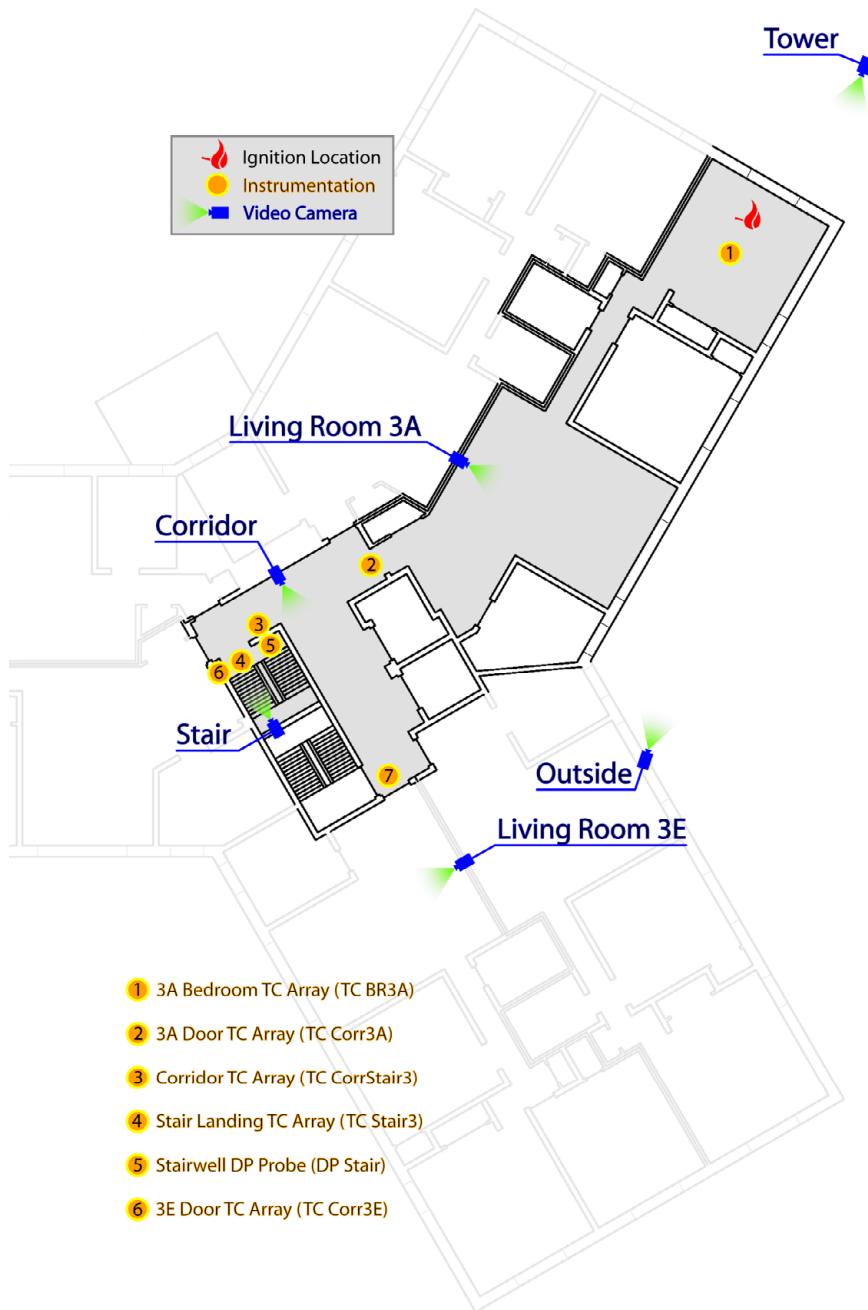 Tower
Ignition Location
Instrumentation
Video Camera
1
Living Room 3A
Corridor
2
3
5
4
6
Stair
7
Outside
Living Room 3E
1 3A Bedroom TC Array (TC BR3A)
2 3A Door TC Array (TC Corr3A)
3 Corridor TC Array (TC CorrStair3)
4 Stair Landing TC Array (TC Stair3)
5 Stairwell DP Probe (DP Stair)
6 3E Door TC Array (TC Corr3E)